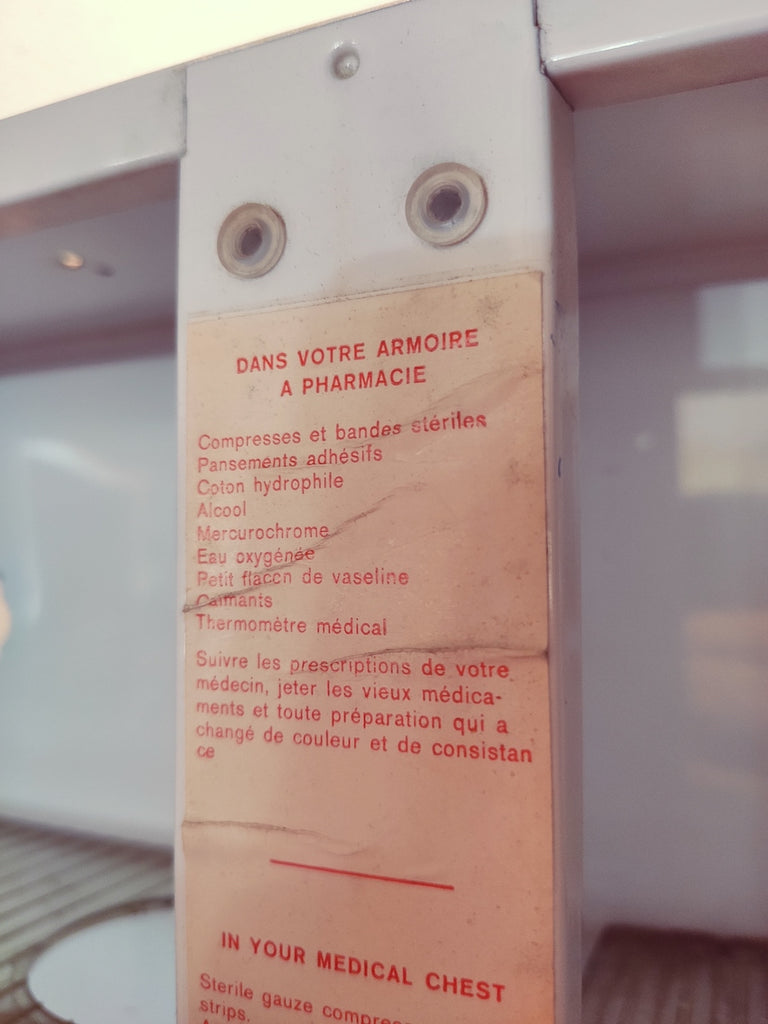 DANS VOTRE ARMOIRE
A PHARMACIE
Compresses et bandes stériles
Pansements adhésifs
Coton hydrophile
Alcool
Mercurochrome
Eau oxygénée
Petit flacon de vaseline
Calmants
Thermomètre médical
Suivre les prescriptions de votre
médecin, jeter les vieux médica-
ments et toute préparation qui a
changé de couleur et de consistan
ce
IN YOUR MEDICAL CHEST
Sterile gauze
strips.